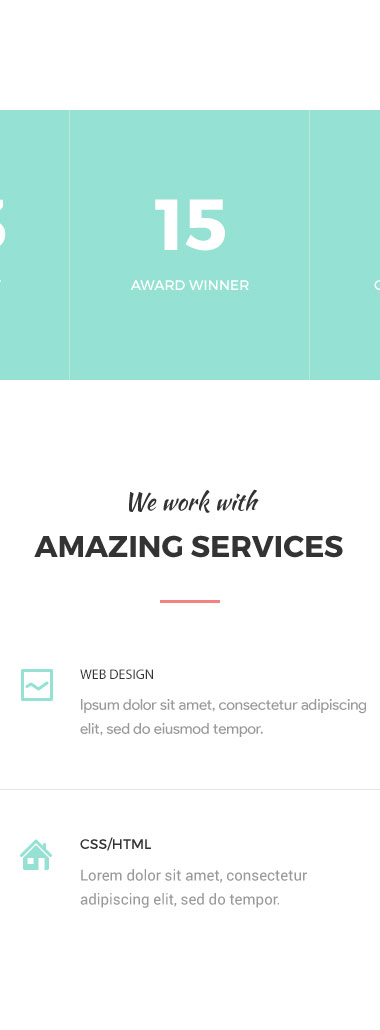 15
AWARD WINNER
We work with
AMAZING SERVICES
WEB DESIGN
Ipsum dolor sit amet, consectetur adipiscing
elit, sed do eiusmod tempor.
CSS/HTML
Lorem dolor sit amet, consectetur
adipiscing elit, sed do tempor.